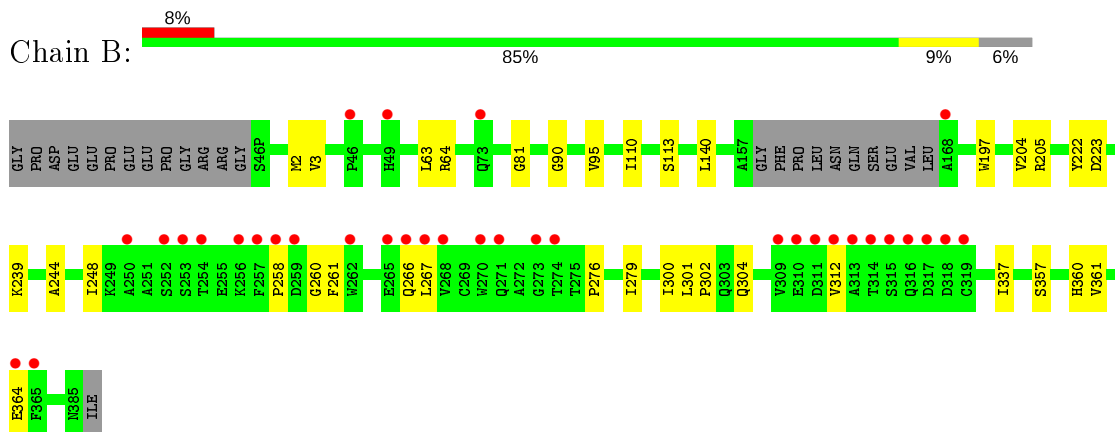 8%
Chain B:
85% 9% 6%
GLY PRO ASP GLU GLU PRO GLU GLU PRO GLY ARG ARG GLY S46P M2 V3 P46 H49 L63 R64 Q73 G81 G90 V95 I110 S113 L140 A157 GLY PHE PRO LEU ASN GLN SER GLU VAL LEU A168 W197 V204 R205 Y222 D223
K239 A244 I248 K249 A250 A251 S252 S253 T254 E255 K256 F257 P258 D259 G260 F261 W262 E265 Q266 L267 V268 C269 W270 Q271 A272 G273 T274 T275 P276 I279 I300 L301 P302 Q303 Q304 V309 E310 D311 V312 A313 T314 S315 Q316 D317 D318 C319 I337 S357 H360 V361
E364 F365 N385 ILE